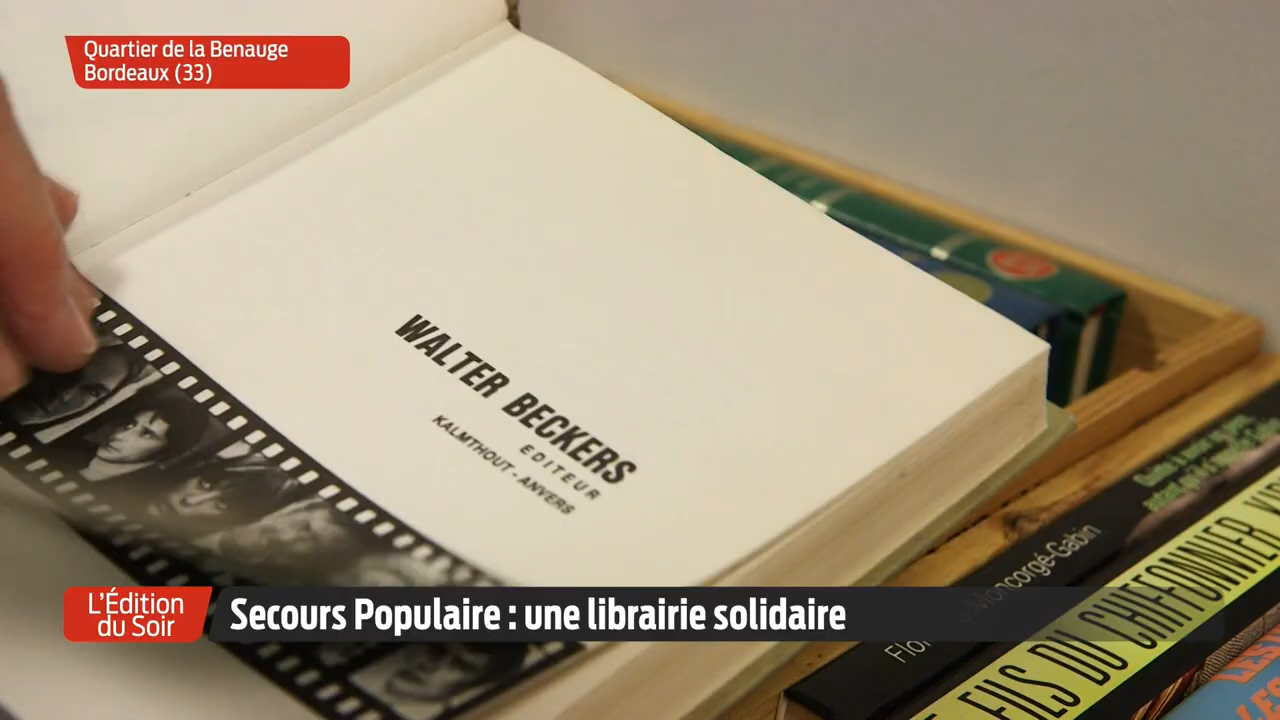 Quartier de la Benauge
Bordeaux (33)
WALTER BECKERS
EDITEUR
KALMTHOUT - ANVERS
Moncorgé-Gabin
FILS DU CHIFFONNIER
L'Édition
du Soir
Secours Populaire : une librairie solidaire